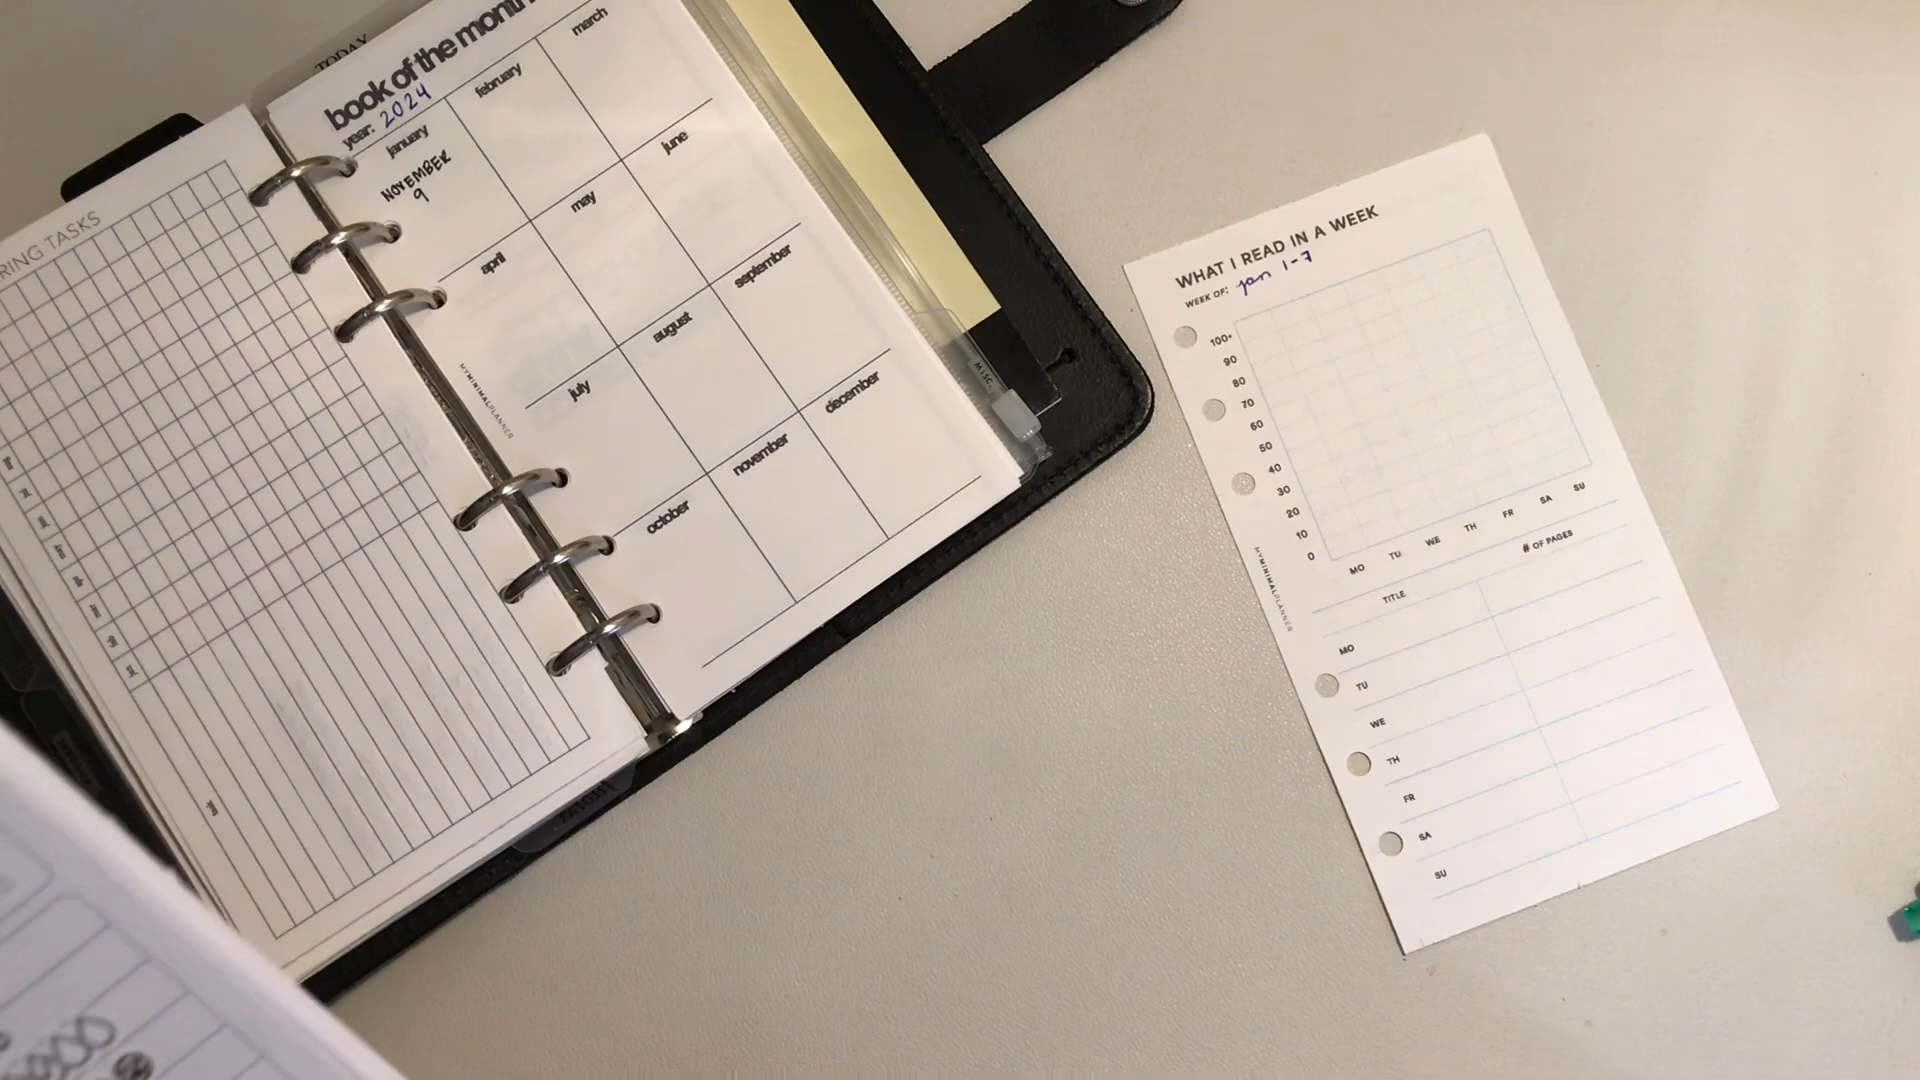 TODAY
RING TASKS
book of the month
year: 2024
january
february
march
NOVEMBER
9
april
may
june
july
august
september
october
november
december
MYMINIMALPLANNER
MISC.
WHAT I READ IN A WEEK
WEEK OF: jan 1-7
100+
90
80
70
60
50
40
30
20
10
0
MO TU WE TH FR SA SU
TITLE # OF PAGES
MO
TU
WE
TH
FR
SA
SU
MYMINIMALPLANNER